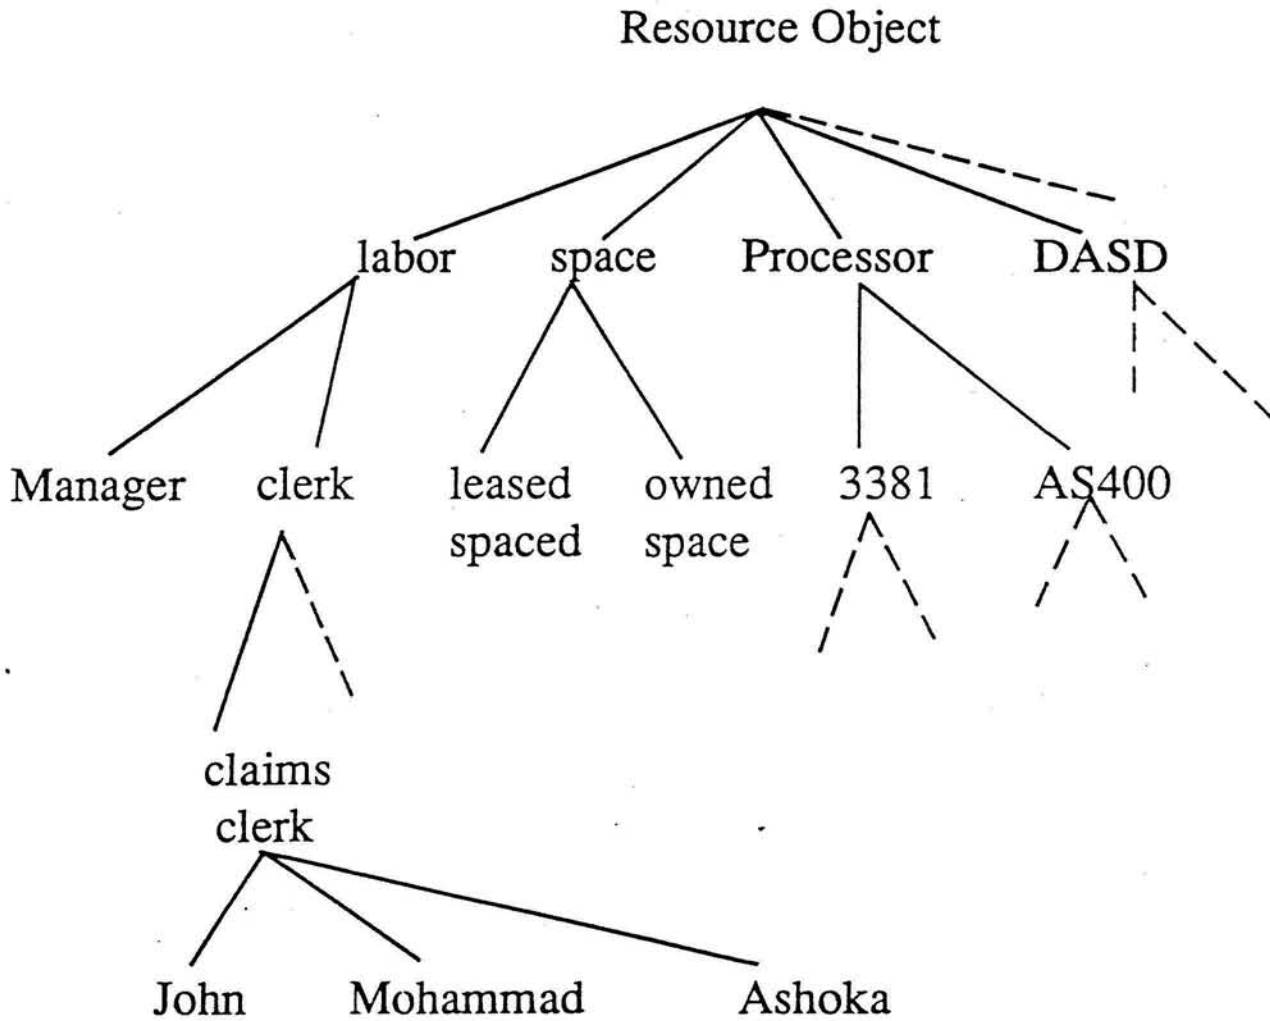 Resource Object
labor space Processor DASD
Manager clerk leased owned 3381 AS400
spaced space
claims
clerk
John Mohammad Ashoka